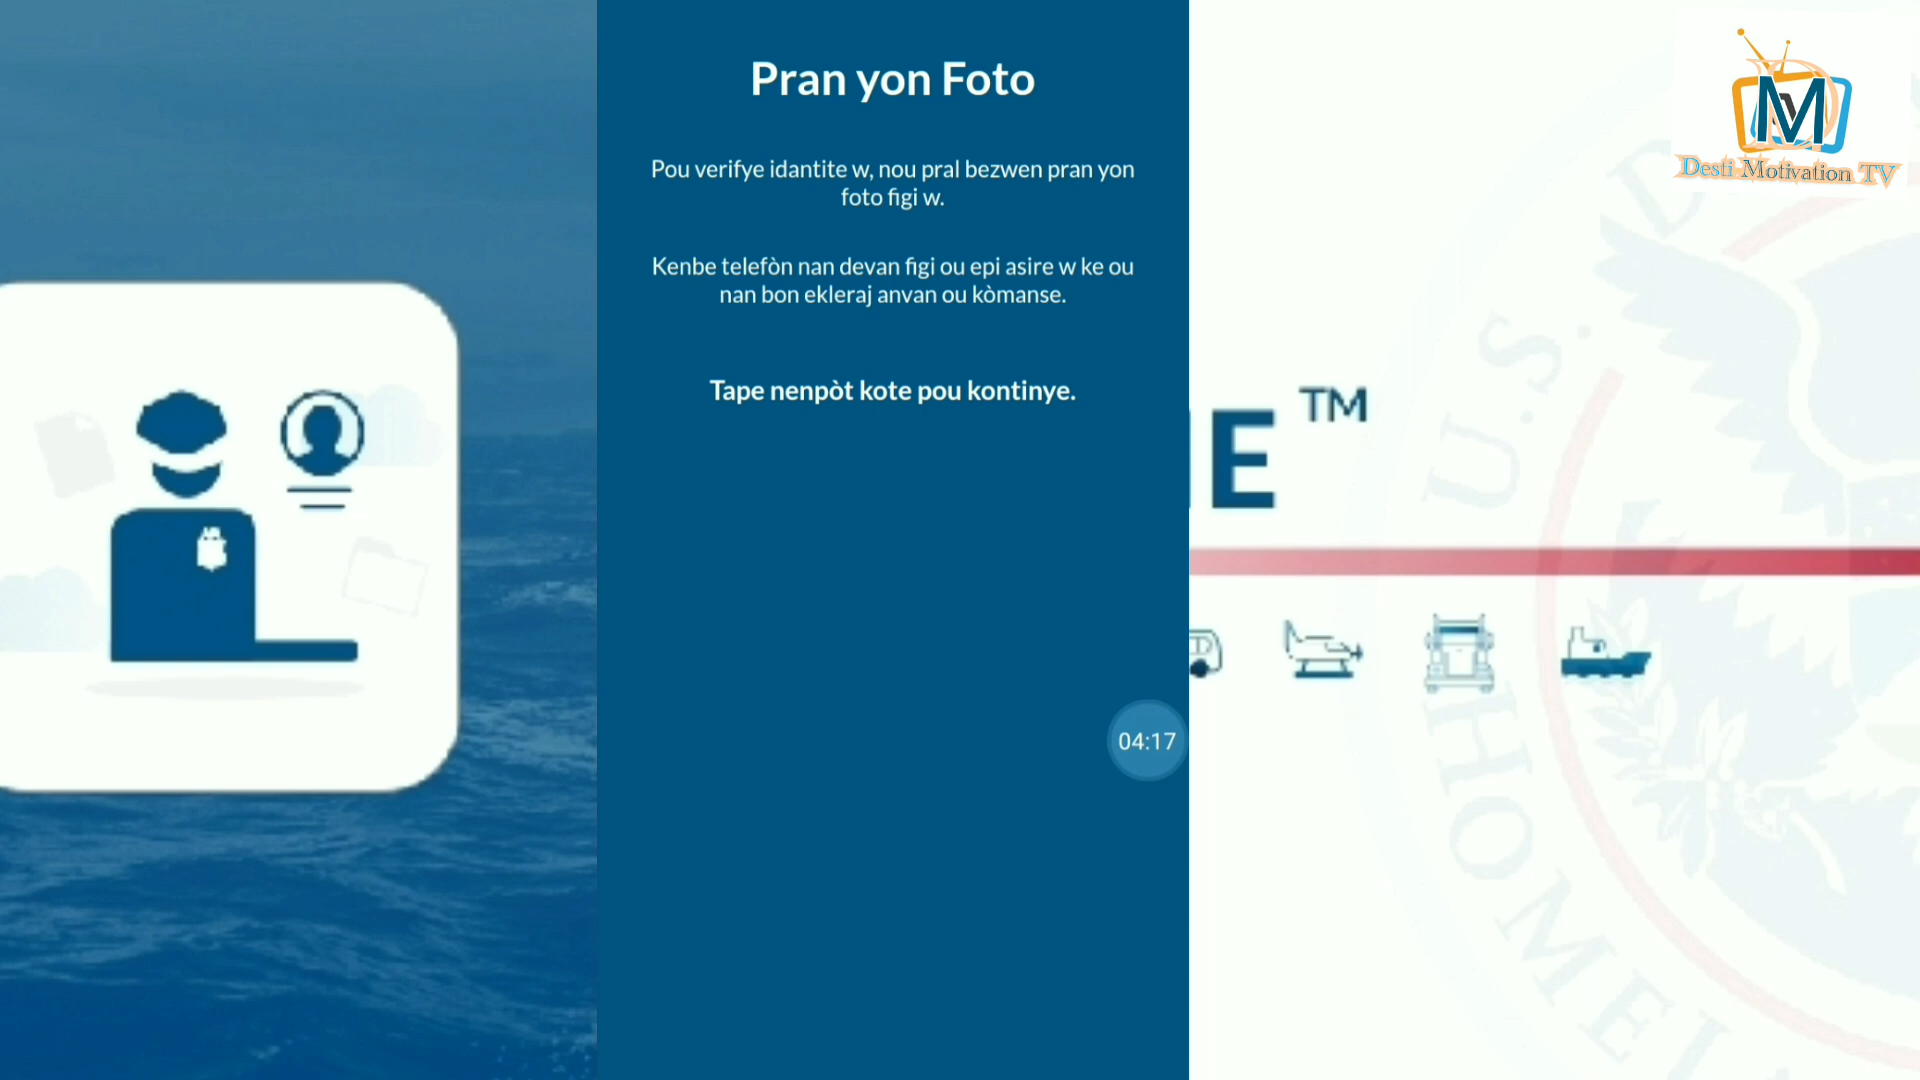 Pran yon Foto
Pou verifye idantite w, nou pral bezwen pran yon
foto figi w.
Kenbe telefòn nan devan figi ou epi asire w ke ou
nan bon ekleraj anvan ou kòmanse.
Tape nenpòt kote pou kontinye.
04:17
E™
U.S.
HOME
M
Desti Motivation TV